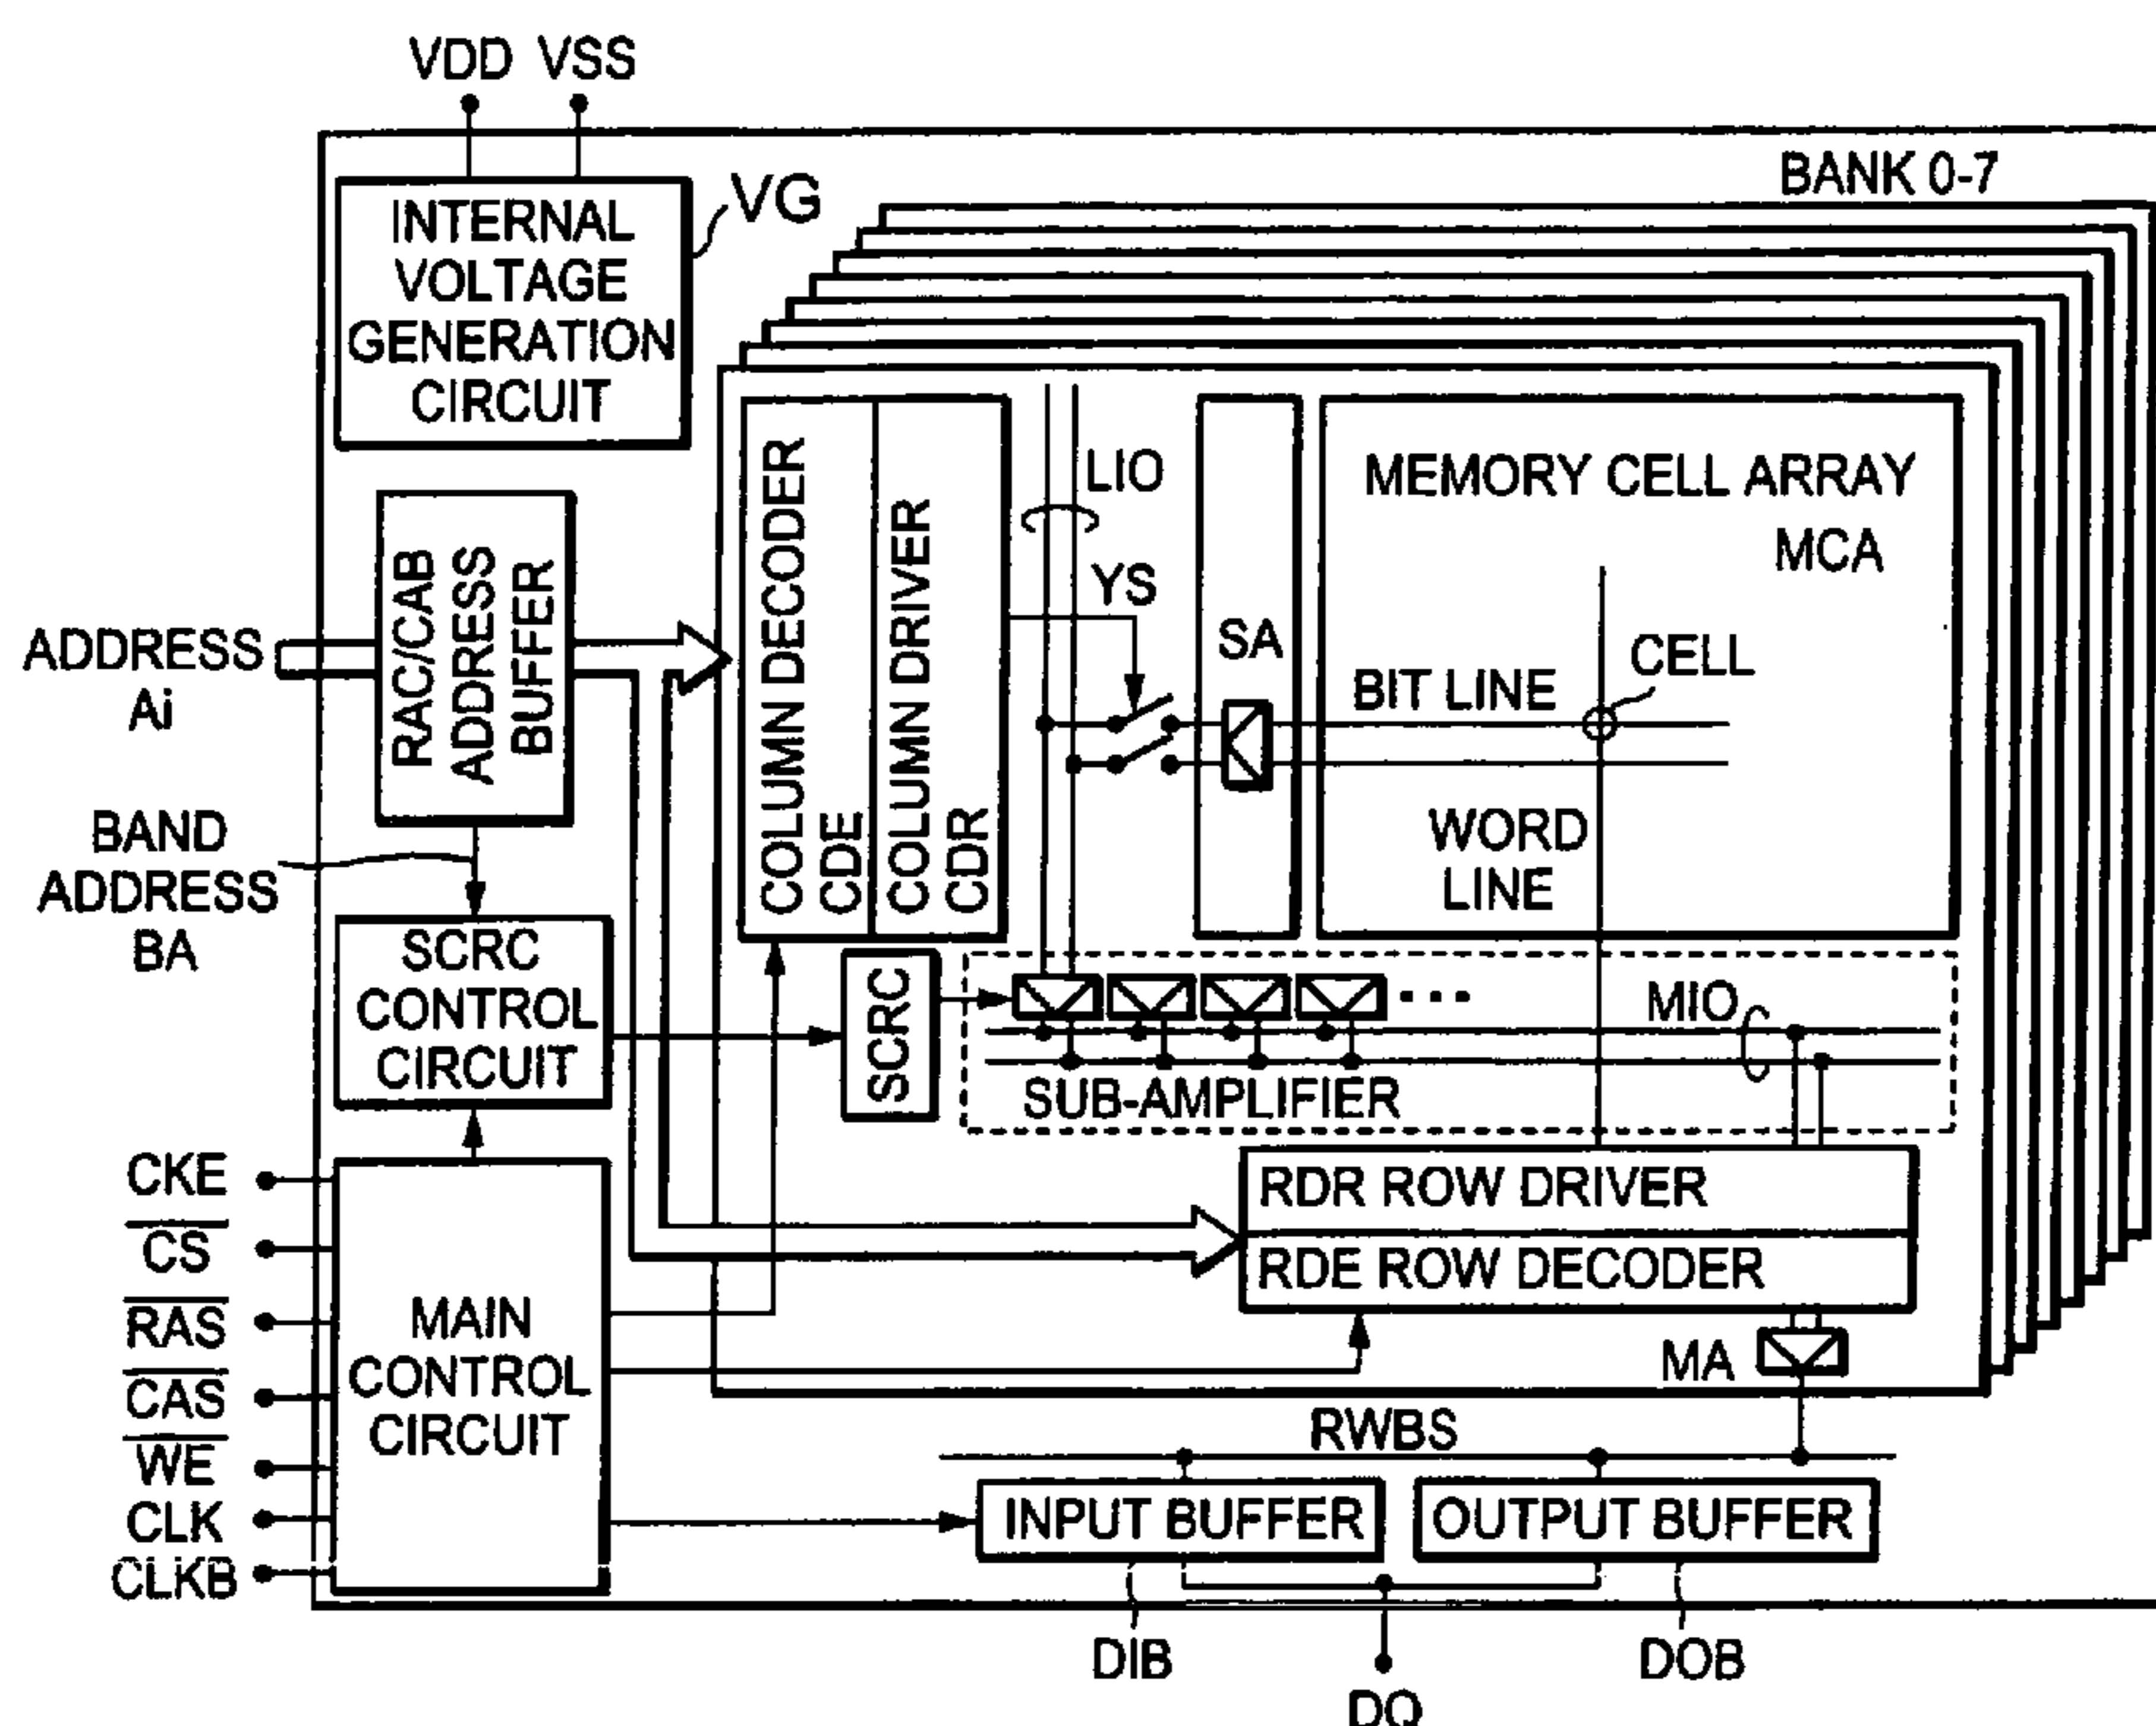 VDD VSS
BANK 0-7
INTERNAL
VOLTAGE
GENERATION
CIRCUIT
VG
RAC/CAB
ADDRESS
BUFFER
ADDRESS
Ai
BAND
ADDRESS
BA
SCRC
CONTROL
CIRCUIT
COLUMN DECODER
CDE
COLUMN DRIVER
CDR
LIO
YS
SA
MEMORY CELL ARRAY
MCA
CELL
BIT LINE
WORD
LINE
SCRC
MIO
SUB-AMPLIFIER
RDR ROW DRIVER
RDE ROW DECODER
MA
CKE
CS
RAS
CAS
WE
CLK
CLKB
MAIN
CONTROL
CIRCUIT
RWBS
INPUT BUFFER
OUTPUT BUFFER
DIB
DOB
DQ